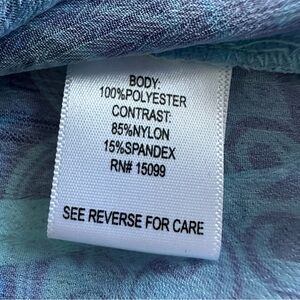 BODY:
100%POLYESTER
CONTRAST:
85%NYLON
15%SPANDEX
RN# 15099
SEE REVERSE FOR CARE